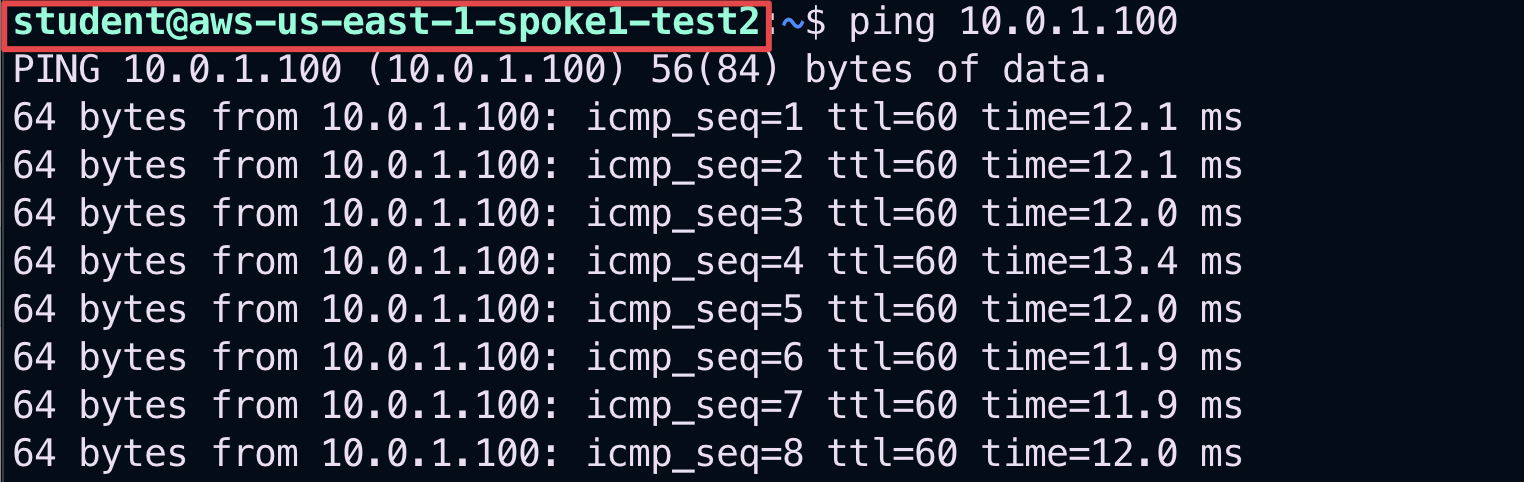 student@aws-us-east-1-spoke1-test2:~$ ping 10.0.1.100
PING 10.0.1.100 (10.0.1.100) 56(84) bytes of data.
64 bytes from 10.0.1.100: icmp_seq=1 ttl=60 time=12.1 ms
64 bytes from 10.0.1.100: icmp_seq=2 ttl=60 time=12.1 ms
64 bytes from 10.0.1.100: icmp_seq=3 ttl=60 time=12.0 ms
64 bytes from 10.0.1.100: icmp_seq=4 ttl=60 time=13.4 ms
64 bytes from 10.0.1.100: icmp_seq=5 ttl=60 time=12.0 ms
64 bytes from 10.0.1.100: icmp_seq=6 ttl=60 time=11.9 ms
64 bytes from 10.0.1.100: icmp_seq=7 ttl=60 time=11.9 ms
64 bytes from 10.0.1.100: icmp_seq=8 ttl=60 time=12.0 ms